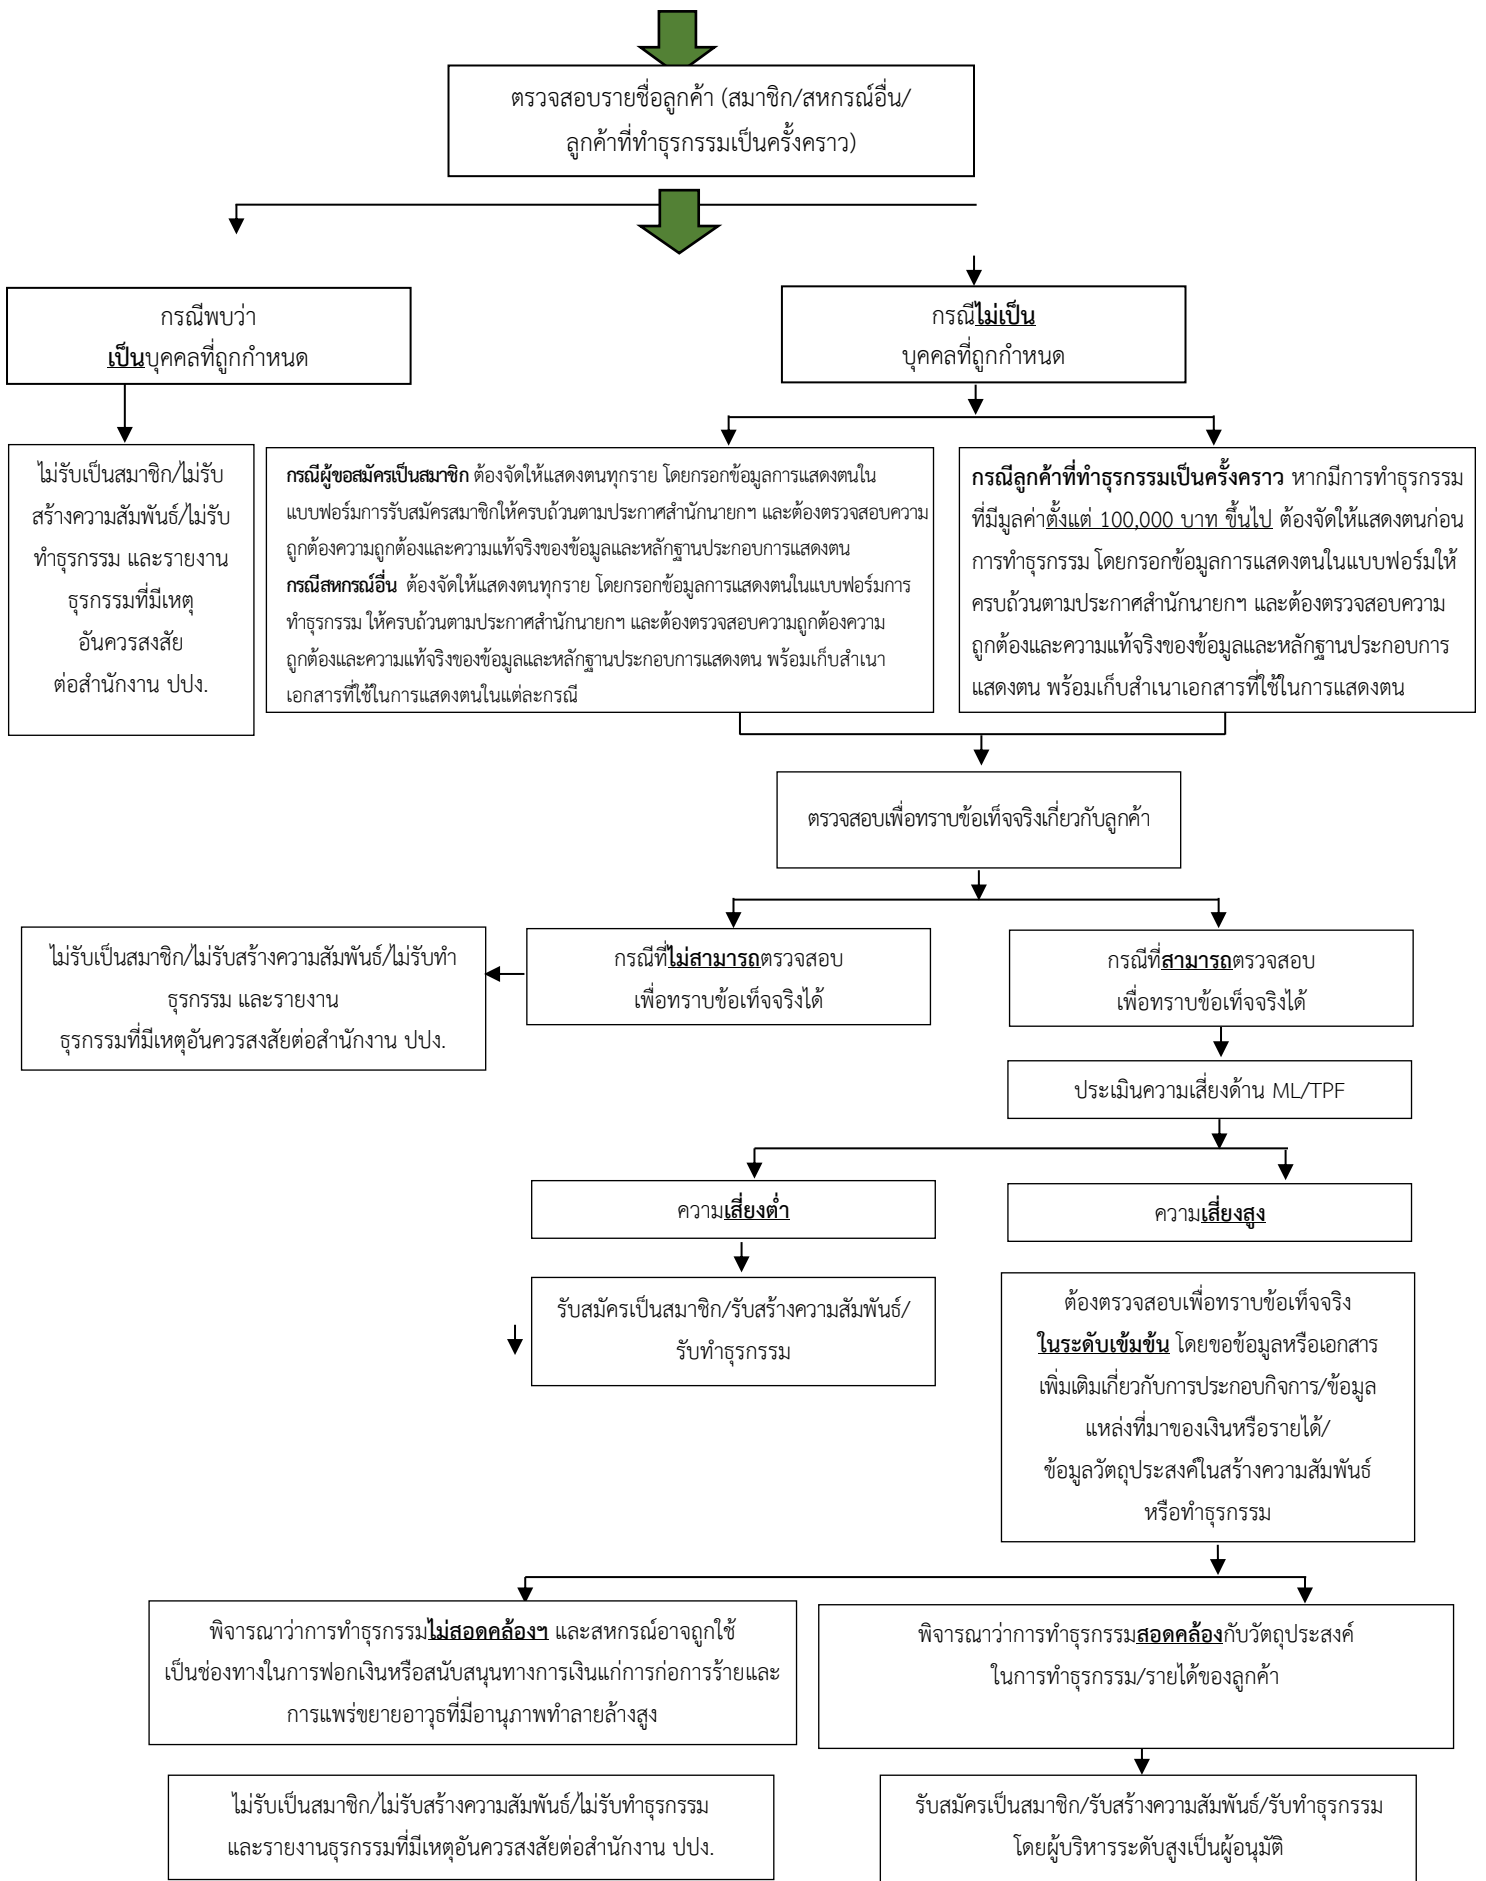 ตรวจสอบรายชื่อลูกค้า (สมาชิก/สหกรณ์อื่น/
ลูกค้าที่ทำธุรกรรมเป็นครั้งคราว)
กรณีพบว่า
เป็นบุคคลที่ถูกกำหนด
กรณีไม่เป็น
บุคคลที่ถูกกำหนด
ไม่รับเป็นสมาชิก/ไม่รับ
สร้างความสัมพันธ์/ไม่รับ
ทำธุรกรรม และรายงาน
ธุรกรรมที่มีเหตุ
อันควรสงสัย
ต่อสำนักงาน ปปง.
กรณีผู้ขอสมัครเป็นสมาชิก ต้องจัดให้แสดงตนทุกราย โดยกรอกข้อมูลการแสดงตนใน
แบบฟอร์มการรับสมัครสมาชิกให้ครบถ้วนตามประกาศสำนักนายกฯ และต้องตรวจสอบความ
ถูกต้องความถูกต้องและความแท้จริงของข้อมูลและหลักฐานประกอบการแสดงตน
กรณีสหกรณ์อื่น ต้องจัดให้แสดงตนทุกราย โดยกรอกข้อมูลการแสดงตนในแบบฟอร์มการ
ทำธุรกรรม ให้ครบถ้วนตามประกาศสำนักนายกฯ และต้องตรวจสอบความถูกต้องความ
ถูกต้องและความแท้จริงของข้อมูลและหลักฐานประกอบการแสดงตน พร้อมเก็บสำเนา
เอกสารที่ใช้ในการแสดงตนในแต่ละกรณี
กรณีลูกค้าที่ทำธุรกรรมเป็นครั้งคราว หากมีการทำธุรกรรม
ที่มีมูลค่าตั้งแต่ 100,000 บาท ขึ้นไป ต้องจัดให้แสดงตนก่อน
การทำธุรกรรม โดยกรอกข้อมูลการแสดงตนในแบบฟอร์มให้
ครบถ้วนตามประกาศสำนักนายกฯ และต้องตรวจสอบความ
ถูกต้องและความแท้จริงของข้อมูลและหลักฐานประกอบการ
แสดงตน พร้อมเก็บสำเนาเอกสารที่ใช้ในการแสดงตน
ตรวจสอบเพื่อทราบข้อเท็จจริงเกี่ยวกับลูกค้า
ไม่รับเป็นสมาชิก/ไม่รับสร้างความสัมพันธ์/ไม่รับทำ
ธุรกรรม และรายงาน
ธุรกรรมที่มีเหตุอันควรสงสัยต่อสำนักงาน ปปง.
กรณีที่ไม่สามารถตรวจสอบ
เพื่อทราบข้อเท็จจริงได้
กรณีที่สามารถตรวจสอบ
เพื่อทราบข้อเท็จจริงได้
ประเมินความเสี่ยงด้าน ML/TPF
ความเสี่ยงต่ำ
ความเสี่ยงสูง
รับสมัครเป็นสมาชิก/รับสร้างความสัมพันธ์/
รับทำธุรกรรม
ต้องตรวจสอบเพื่อทราบข้อเท็จจริง
ในระดับเข้มข้น โดยขอข้อมูลหรือเอกสาร
เพิ่มเติมเกี่ยวกับการประกอบกิจการ/ข้อมูล
แหล่งที่มาของเงินหรือรายได้/
ข้อมูลวัตถุประสงค์ในสร้างความสัมพันธ์
หรือทำธุรกรรม
พิจารณาว่าการทำธุรกรรมไม่สอดคล้องฯ และสหกรณ์อาจถูกใช้
เป็นช่องทางในการฟอกเงินหรือสนับสนุนทางการเงินแก่การก่อการร้ายและ
การแพร่ขยายอาวุธที่มีอานุภาพทำลายล้างสูง
พิจารณาว่าการทำธุรกรรมสอดคล้องกับวัตถุประสงค์
ในการทำธุรกรรม/รายได้ของลูกค้า
ไม่รับเป็นสมาชิก/ไม่รับสร้างความสัมพันธ์/ไม่รับทำธุรกรรม
และรายงานธุรกรรมที่มีเหตุอันควรสงสัยต่อสำนักงาน ปปง.
รับสมัครเป็นสมาชิก/รับสร้างความสัมพันธ์/รับทำธุรกรรม
โดยผู้บริหารระดับสูงเป็นผู้อนุมัติ